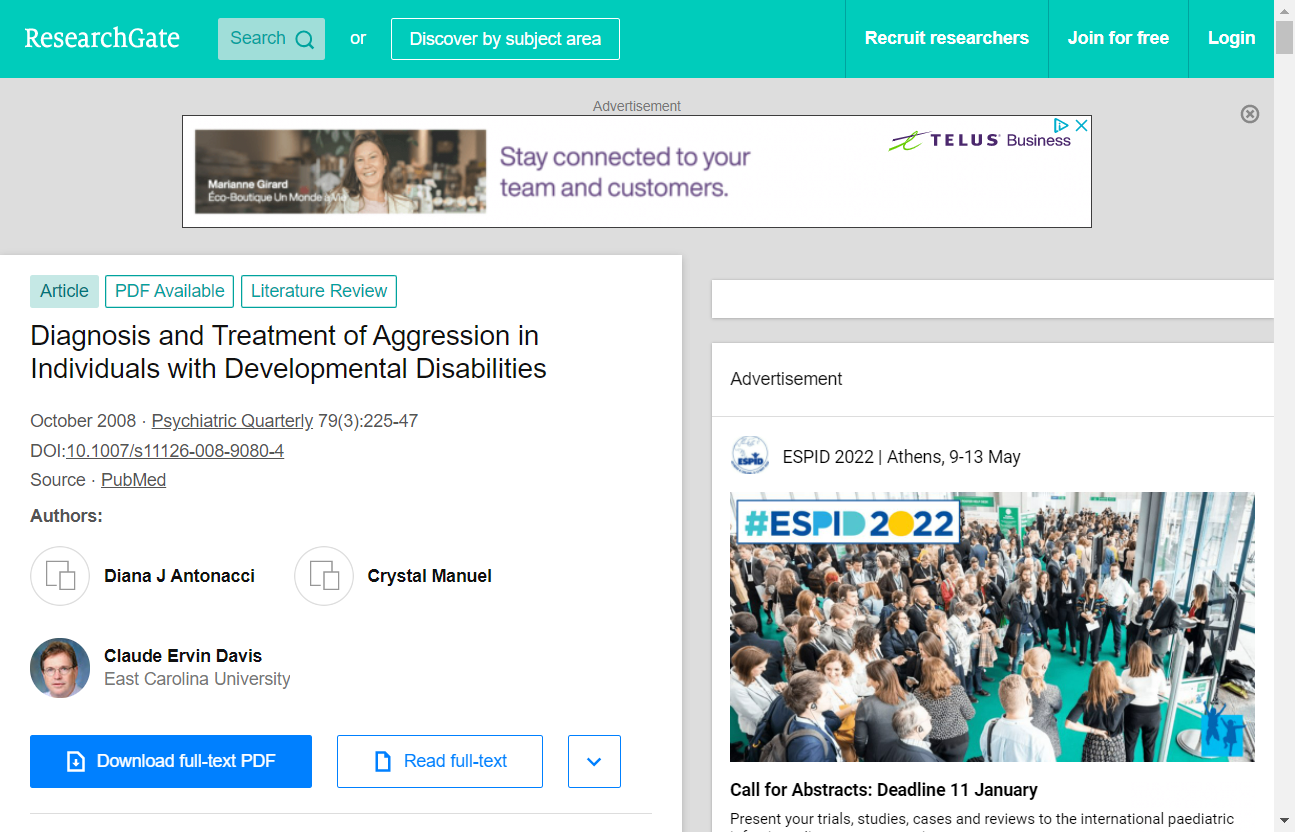 ResearchGate
Search
or
Discover by subject area
Recruit researchers
Join for free
Login
Advertisement
Marianne Girard
Éco-Boutique Un Monde à Vie
Stay connected to your
team and customers.
TELUS Business
Article
PDF Available
Literature Review
Diagnosis and Treatment of Aggression in
Individuals with Developmental Disabilities
October 2008 · Psychiatric Quarterly 79(3):225-47
DOI:10.1007/s11126-008-9080-4
Source · PubMed
Authors:
Diana J Antonacci
Crystal Manuel
Claude Ervin Davis
East Carolina University
Download full-text PDF
Read full-text
Advertisement
ESPID
ESPID 2022 | Athens, 9-13 May
#ESPID2022
Call for Abstracts: Deadline 11 January
Present your trials, studies, cases and reviews to the international paediatric